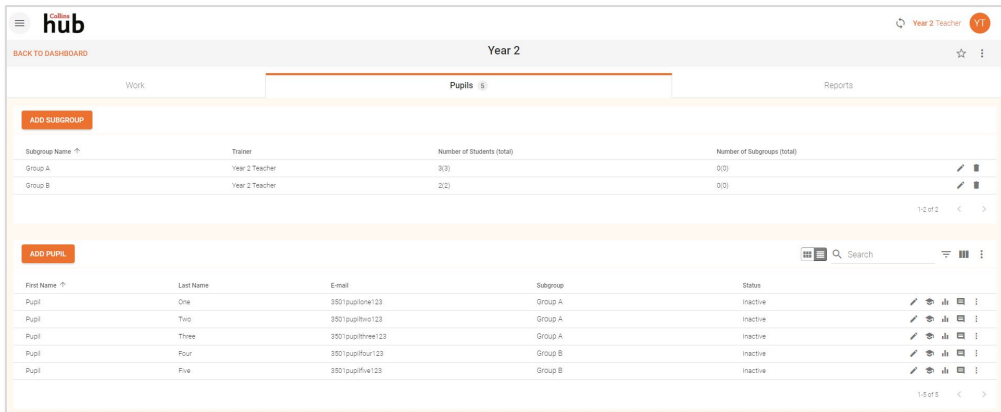 Collins
hub
Year 2 Teacher YT
BACK TO DASHBOARD Year 2
Work Pupils 5 Reports
ADD SUBGROUP
Subgroup Name Trainer Number of Students (total) Number of Subgroups (total)
Group A Year 2 Teacher 3(3) 0(0)
Group B Year 2 Teacher 2(2) 0(0)
1-2 of 2
ADD PUPIL Search
First Name Last Name E-mail Subgroup Status
Pupil One 3501pupilone123 Group A Inactive
Pupil Two 3501pupiltwo123 Group A Inactive
Pupil Three 3501pupilthree123 Group A Inactive
Pupil Four 3501pupilfour123 Group B Inactive
Pupil Five 3501pupilfive123 Group B Inactive
1-5 of 5